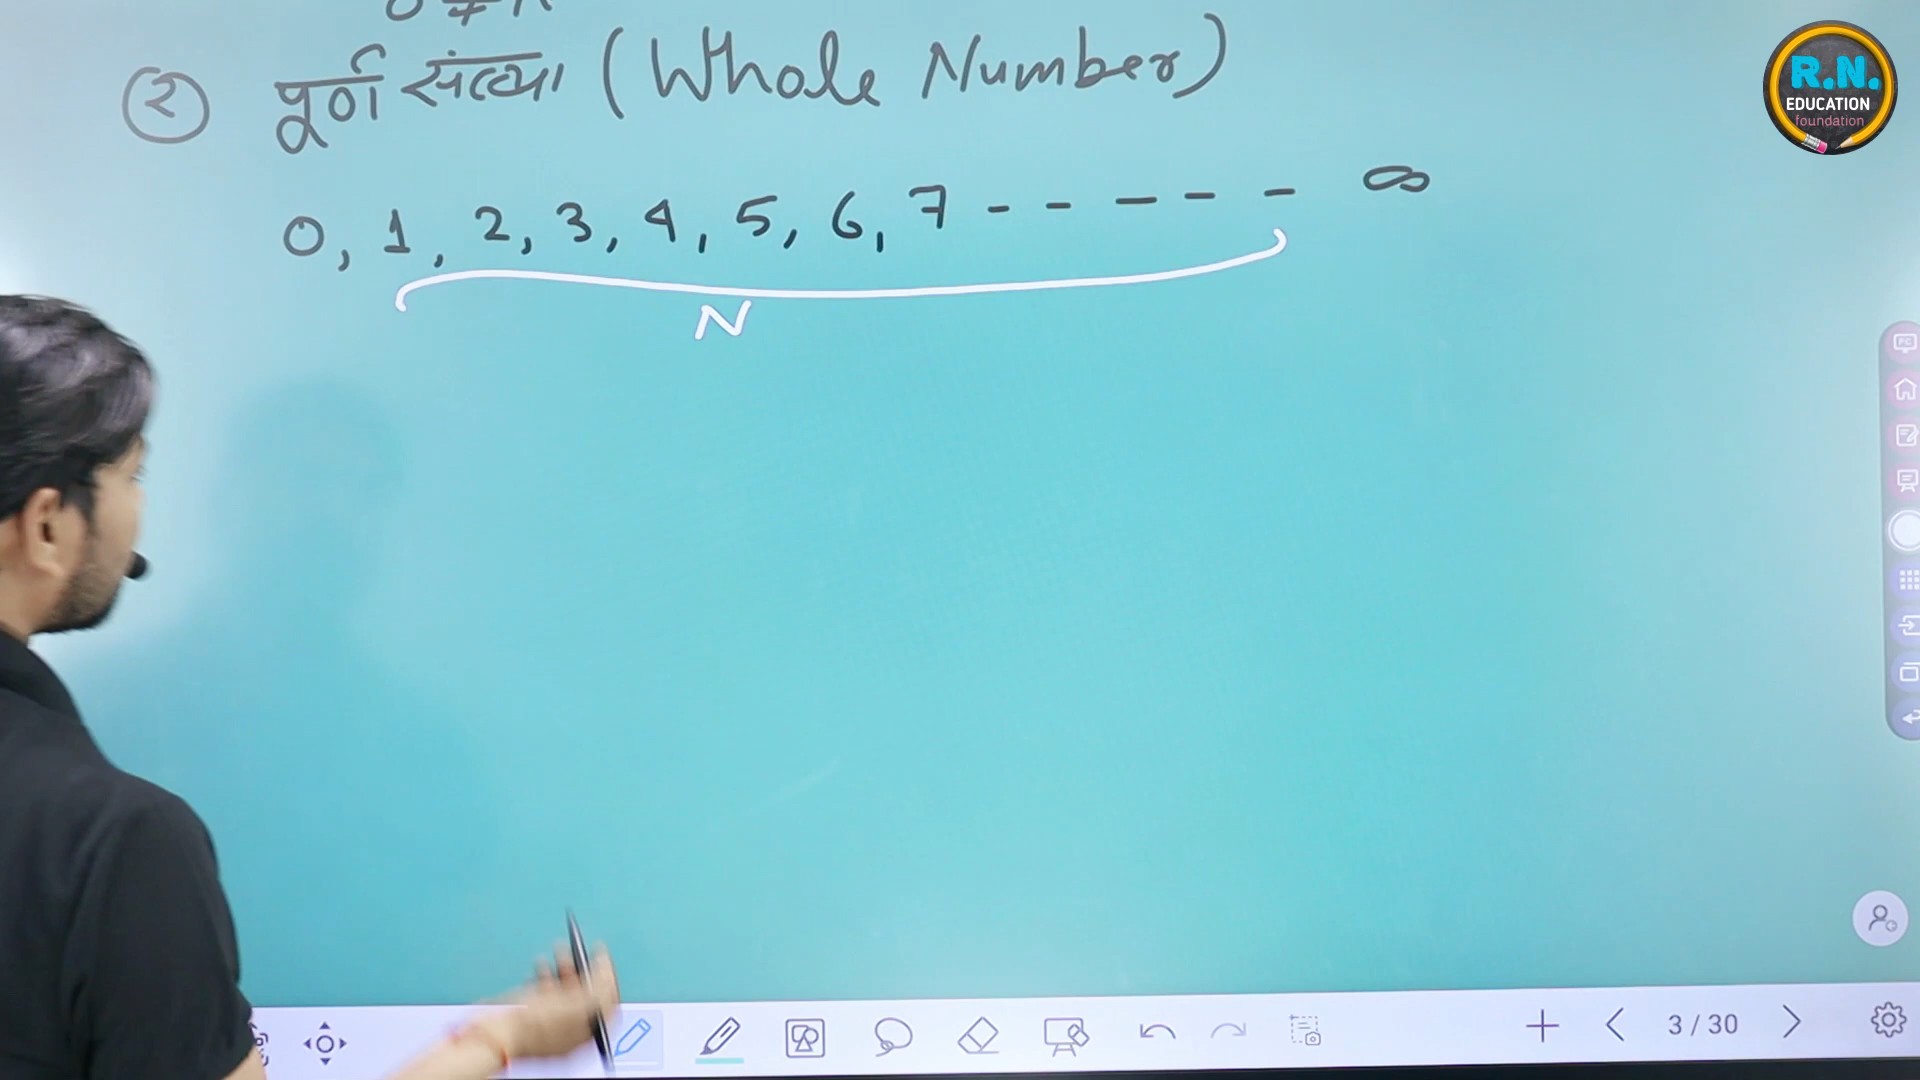 ② पूर्ण संख्या (Whole Number)
0, 1, 2, 3, 4, 5, 6, 7 - - - - - ∞
N
R.N.
EDUCATION
foundation
3 / 30